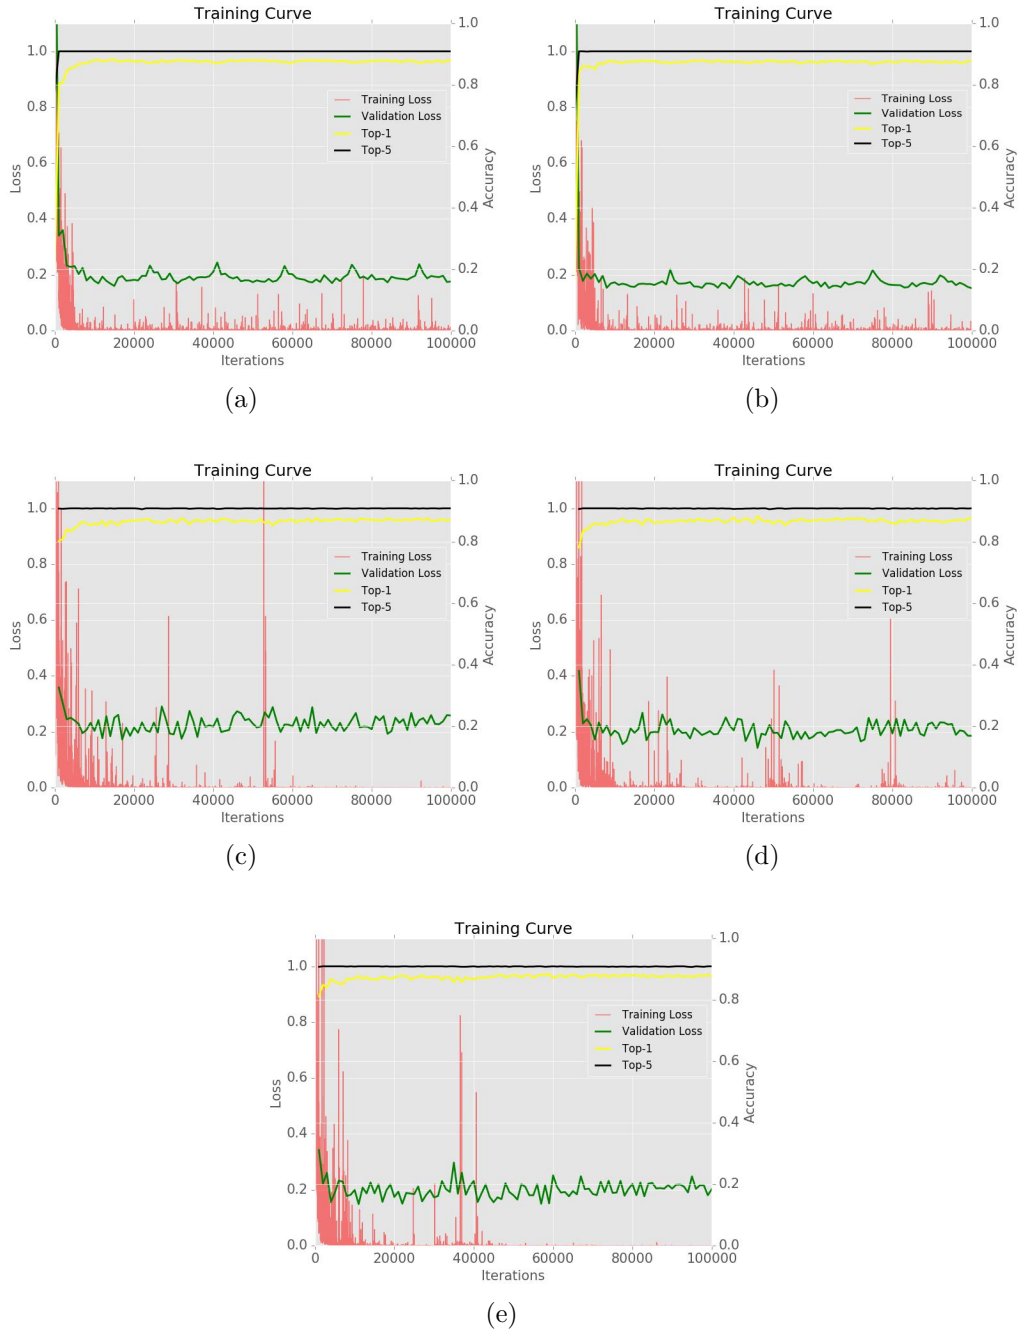 Training Curve
Training Curve
1.0
0.8
0.6
0.4
0.2
0.0
Loss
1.0
0.8
0.6
0.4
0.2
0.0
Accuracy
Training Loss
Validation Loss
Top-1
Top-5
0 20000 40000 60000 80000 100000
Iterations
1.0
0.8
0.6
0.4
0.2
0.0
Loss
1.0
0.8
0.6
0.4
0.2
0.0
Accuracy
Training Loss
Validation Loss
Top-1
Top-5
0 20000 40000 60000 80000 100000
Iterations
(a)
(b)
Training Curve
Training Curve
1.0
0.8
0.6
0.4
0.2
0.0
Loss
1.0
0.8
0.6
0.4
0.2
0.0
Accuracy
Training Loss
Validation Loss
Top-1
Top-5
0 20000 40000 60000 80000 100000
Iterations
1.0
0.8
0.6
0.4
0.2
0.0
Loss
1.0
0.8
0.6
0.4
0.2
0.0
Accuracy
Training Loss
Validation Loss
Top-1
Top-5
0 20000 40000 60000 80000 100000
Iterations
(c)
(d)
Training Curve
1.0
0.8
0.6
0.4
0.2
0.0
Loss
1.0
0.8
0.6
0.4
0.2
0.0
Accuracy
Training Loss
Validation Loss
Top-1
Top-5
0 20000 40000 60000 80000 100000
Iterations
(e)